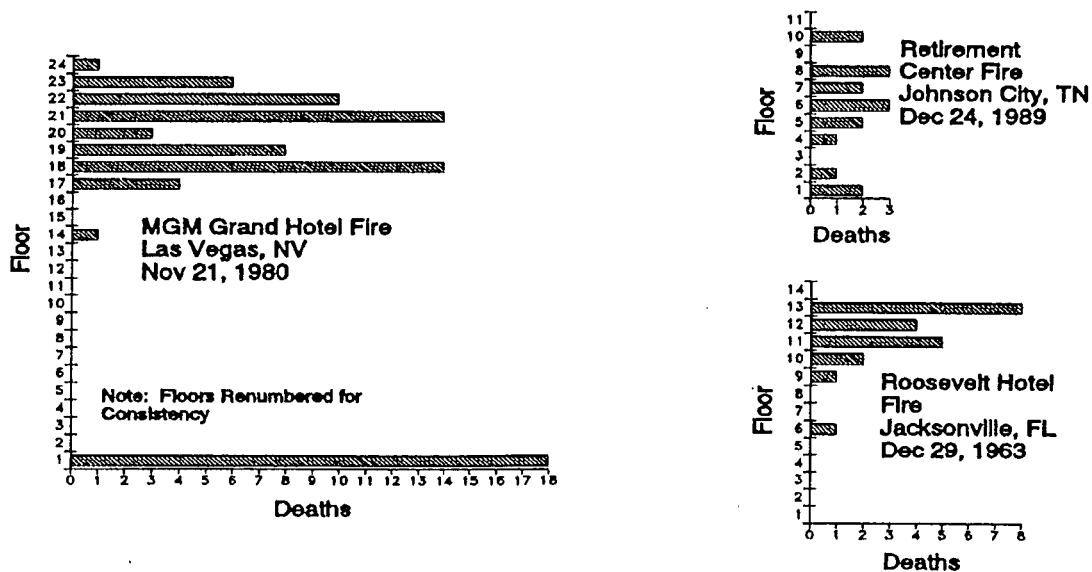 Floor
24
23
22
21
20
19
18
17
16
15
14
13
12
11
10
9
8
7
6
5
4
3
2
1
MGM Grand Hotel Fire
Las Vegas, NV
Nov 21, 1980
Note: Floors Renumbered for
Consistency
0 1 2 3 4 5 6 7 8 9 10 11 12 13 14 15 16 17 18
Deaths
Floor
11
10
9
8
7
6
5
4
3
2
1
Retirement
Center Fire
Johnson City, TN
Dec 24, 1989
0 1 2 3
Deaths
Floor
14
13
12
11
10
9
8
7
6
5
4
3
2
1
Roosevelt Hotel
Fire
Jacksonville, FL
Dec 29, 1963
0 1 2 3 4 5 6 7 8
Deaths